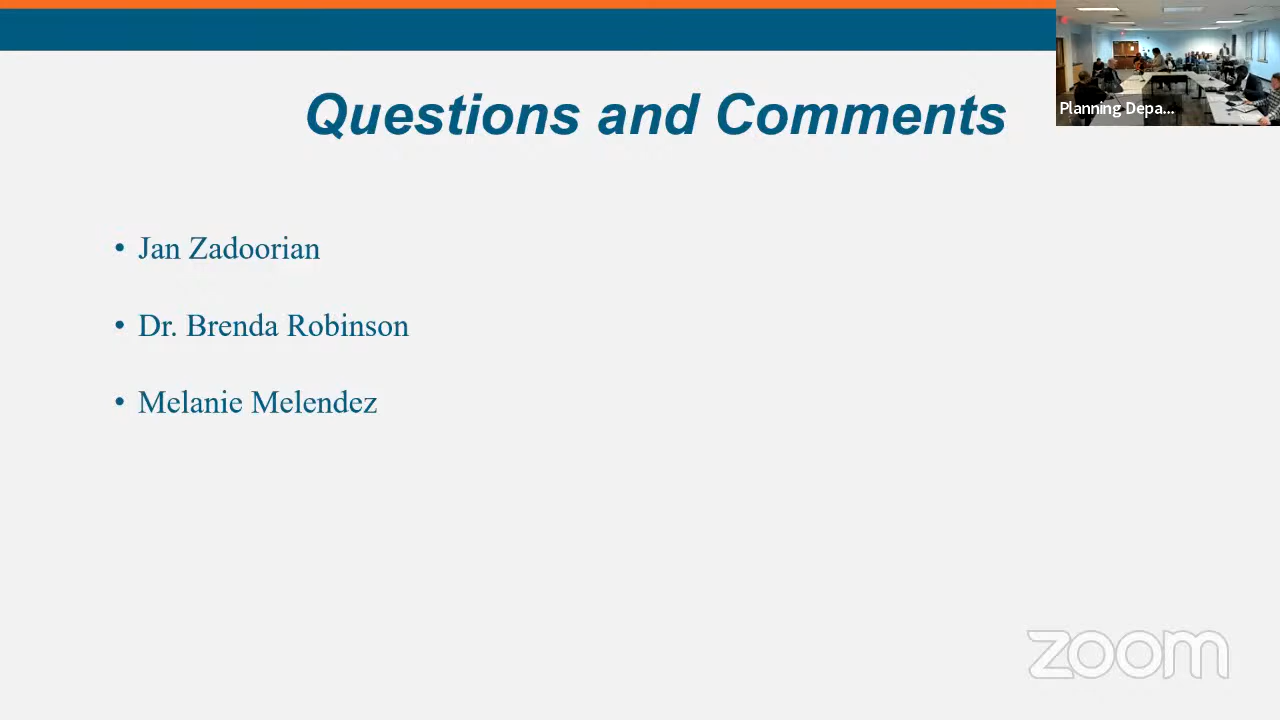 Questions and Comments
Planning Depa...
• Jan Zadoorian
• Dr. Brenda Robinson
• Melanie Melendez
zoom